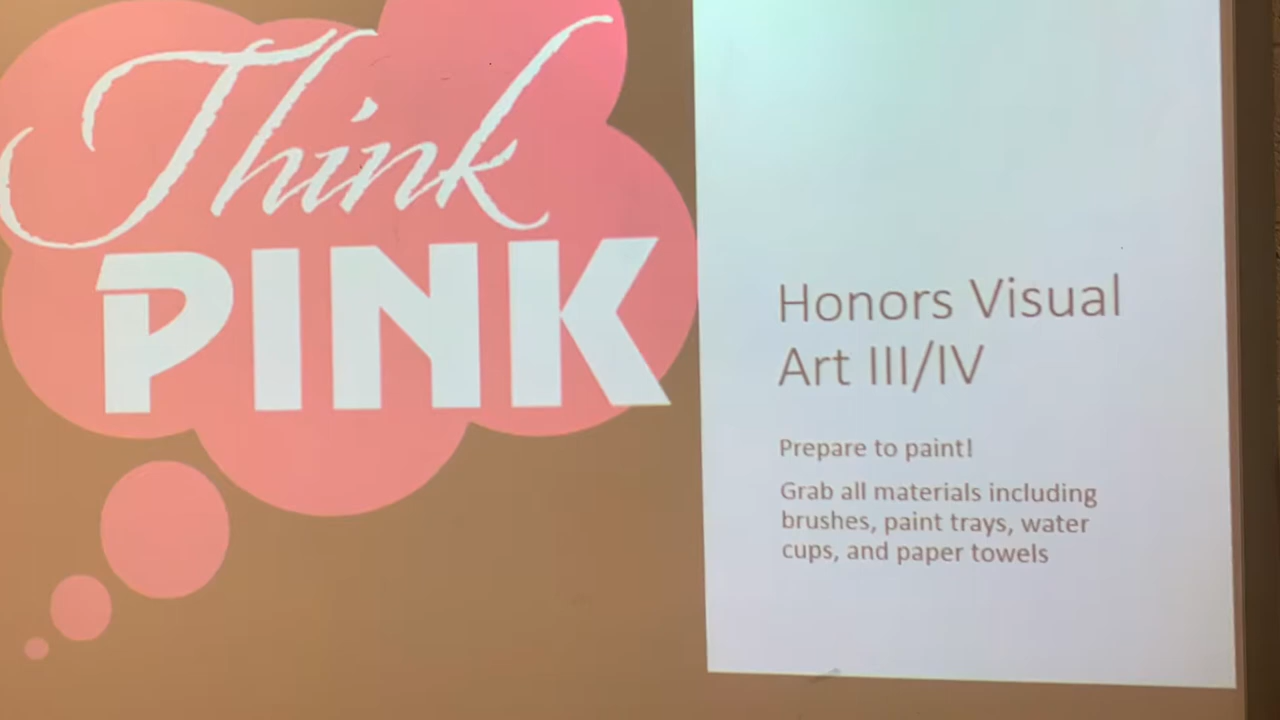 Think
PINK
Honors Visual
Art III/IV
Prepare to paint!
Grab all materials including
brushes, paint trays, water
cups, and paper towels